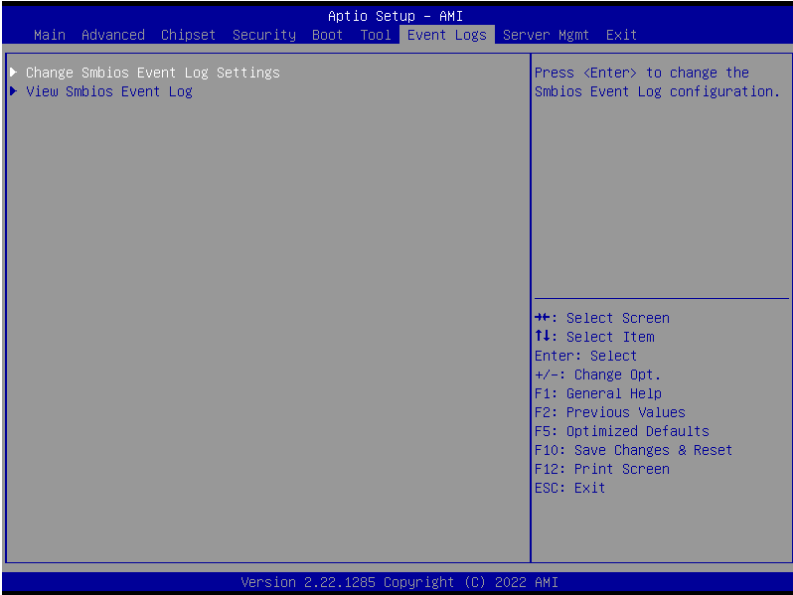 Aptio Setup – AMI
Main Advanced Chipset Security Boot Tool Event Logs Server Mgmt Exit
▶ Change Smbios Event Log Settings
▶ View Smbios Event Log
Press <Enter> to change the
Smbios Event Log configuration.
→←: Select Screen
↑↓: Select Item
Enter: Select
+/-: Change Opt.
F1: General Help
F2: Previous Values
F5: Optimized Defaults
F10: Save Changes & Reset
F12: Print Screen
ESC: Exit
Version 2.22.1285 Copyright (C) 2022 AMI